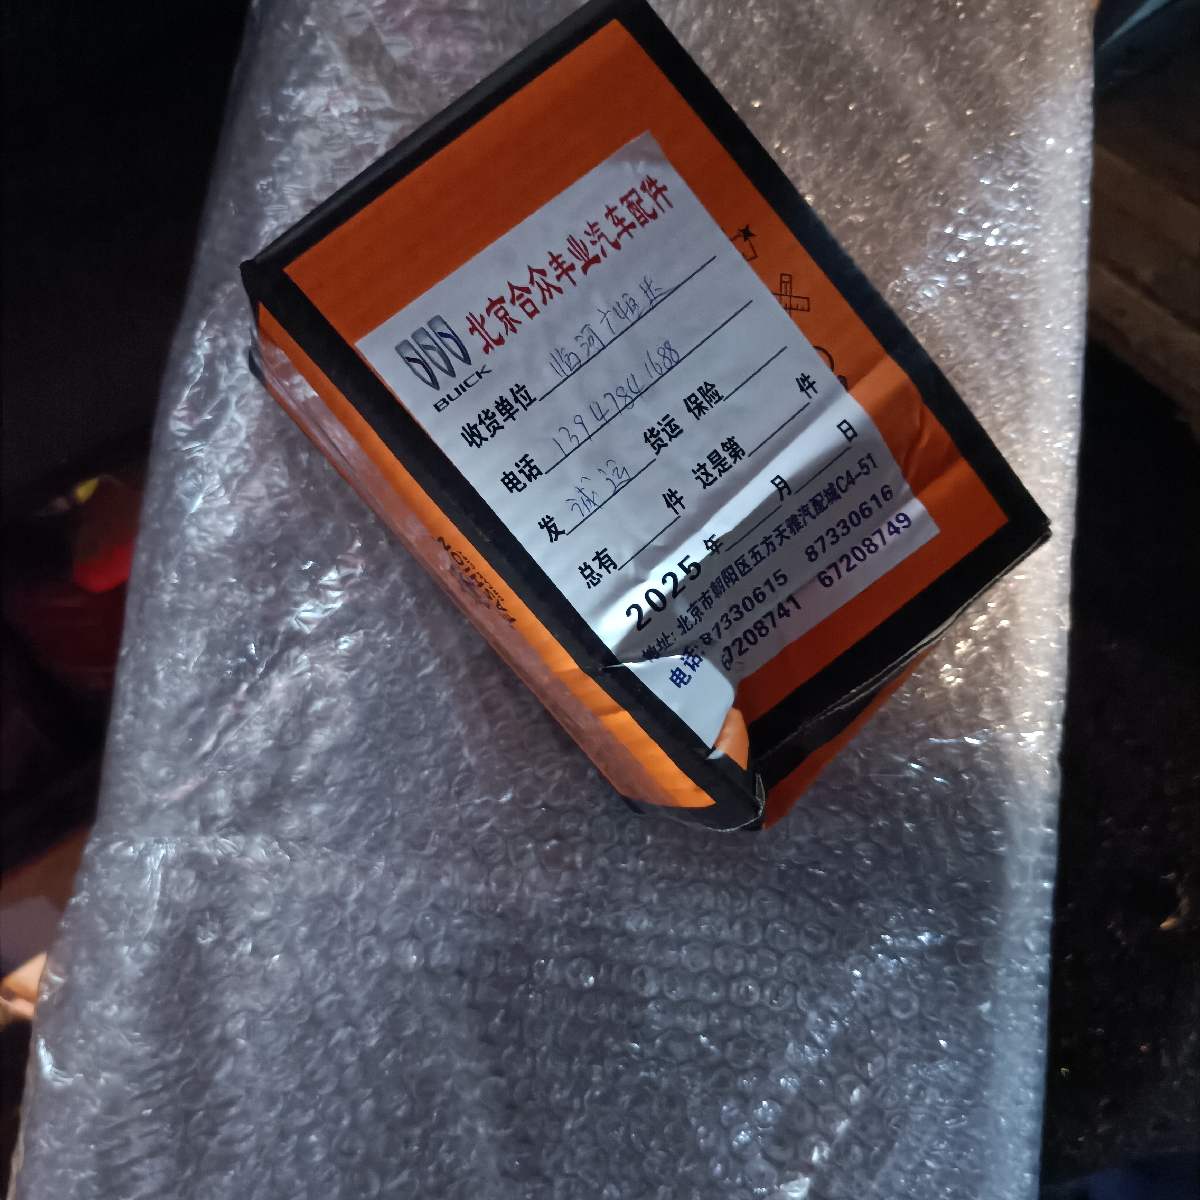 北京合众丰业汽车配件
BUICK
收货单位 临河广恒兴
电话 13947841688
发 诚运 货运 保险
总有 件 这是第 件
2025 年 月 日
地址: 北京市朝阳区五方天雅汽配城C4-51
电话: 87330615 87330616
67208741 67208749